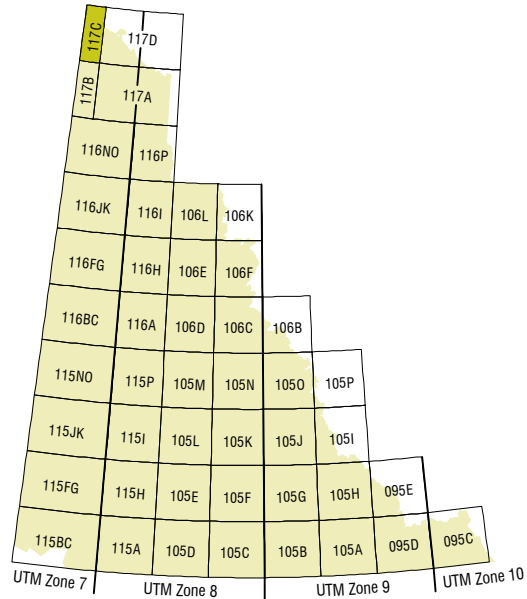 117C 117D
117B 117A
116NO 116P
116JK 116I 106L 106K
116FG 116H 106E 106F
116BC 116A 106D 106C 106B
115NO 115P 105M 105N 105O 105P
115JK 115I 105L 105K 105J 105I
115FG 115H 105E 105F 105G 105H 095E
115BC 115A 105D 105C 105B 105A 095D 095C
UTM Zone 7 UTM Zone 8 UTM Zone 9 UTM Zone 10